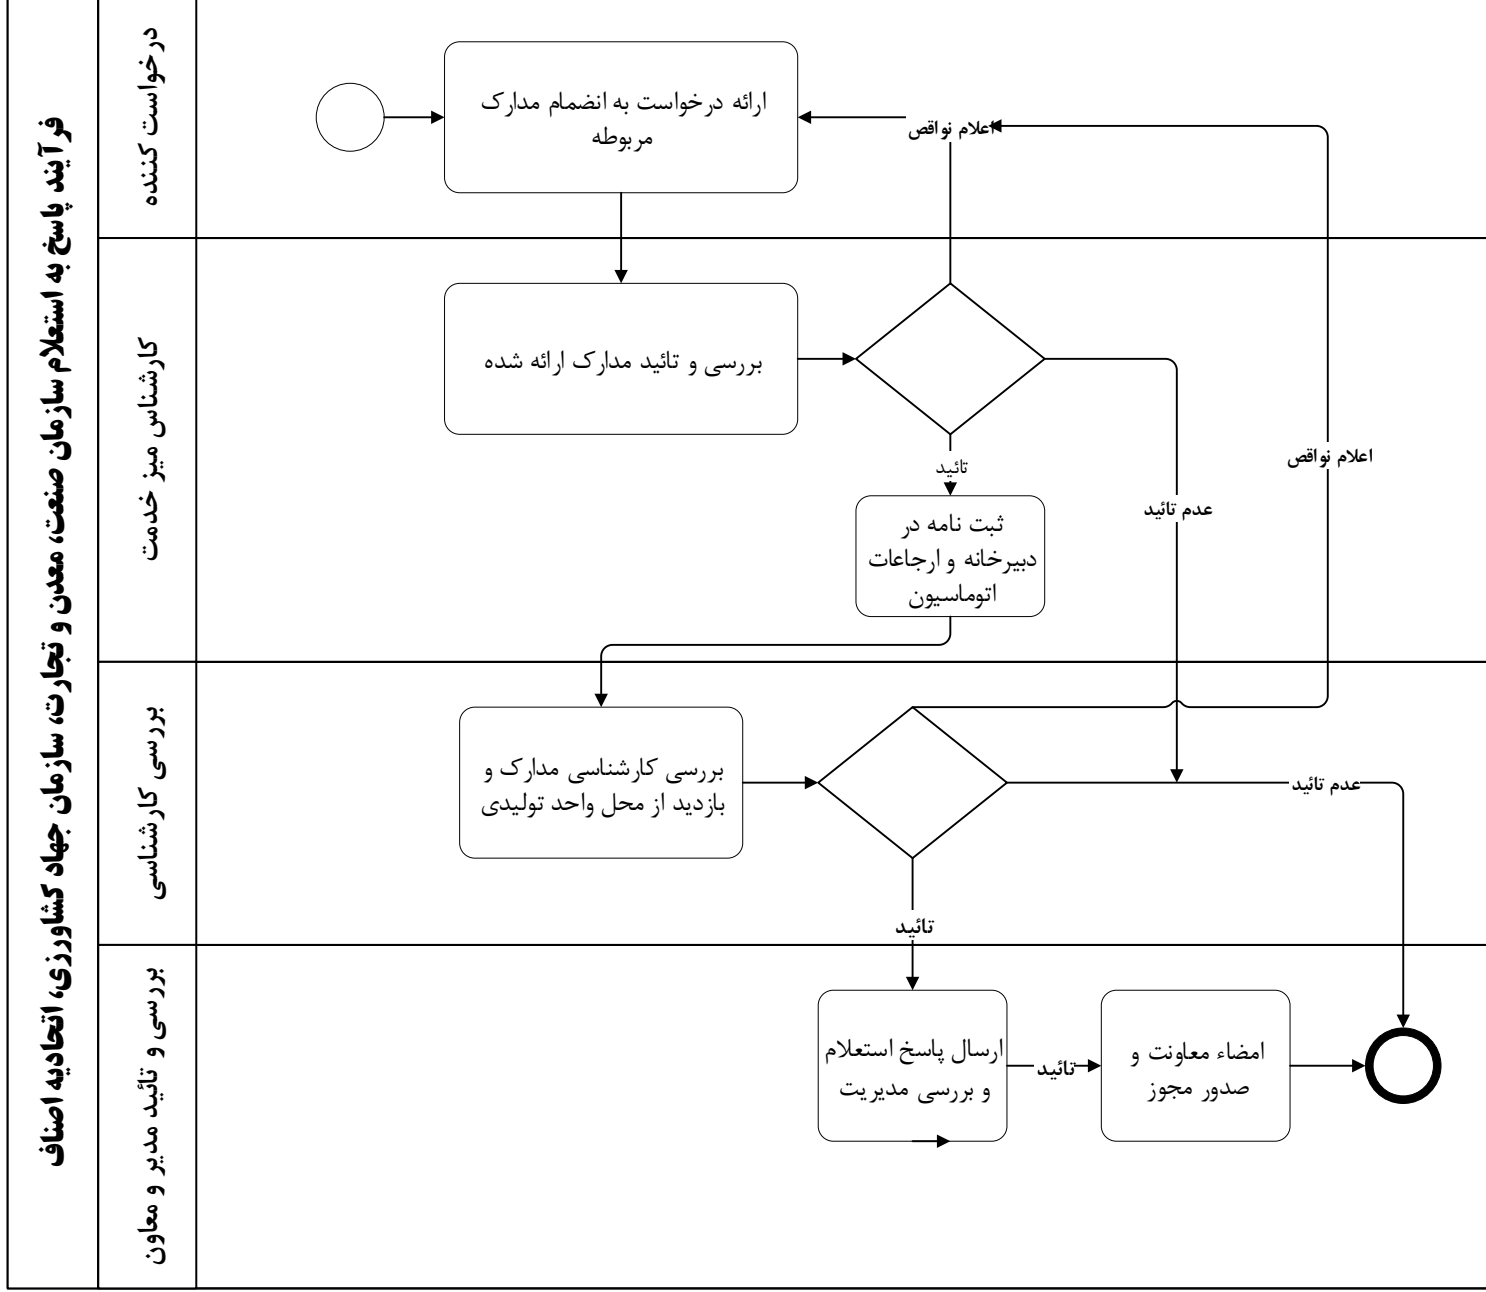 فرآیند پاسخ به استعلام سازمان صنعت، معدن و تجارت، سازمان جهاد کشاورزی، اتحادیه اصناف
درخواست کننده
ارائه درخواست به انضمام مدارک
مربوطه
اعلام نواقص
کارشناس میز خدمت
بررسی و تائید مدارک ارائه شده
تائید
اعلام نواقص
عدم تائید
ثبت نامه در
دبیرخانه و ارجاعات
اتوماسیون
بررسی کارشناسی
بررسی کارشناسی مدارک و
بازدید از محل واحد تولیدی
عدم تائید
تائید
بررسی و تائید مدیر و معاون
ارسال پاسخ استعلام
و بررسی مدیریت
تائید
امضاء معاونت و
صدور مجوز